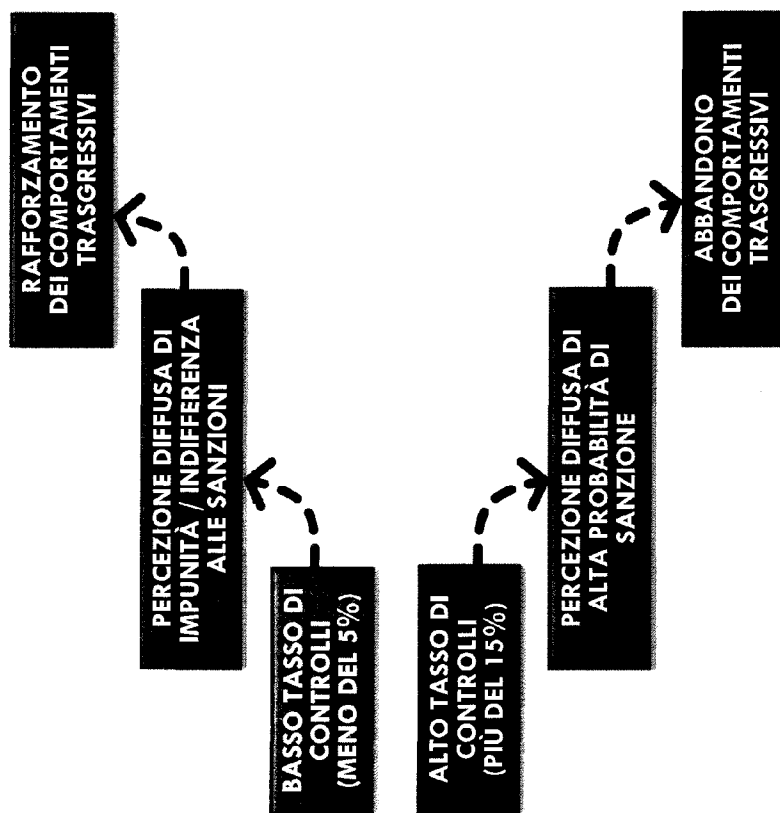 RAFFORZAMENTO
DEI COMPORTAMENTI
TRASGRESSIVI
PERCEZIONE DIFFUSA DI
IMPUNITÀ / INDIFFERENZA
ALLE SANZIONI
BASSO TASSO DI
CONTROLLI
(MENO DEL 5%)
ALTO TASSO DI
CONTROLLI
(PIÙ DEL 15%)
PERCEZIONE DIFFUSA DI
ALTA PROBABILITÀ DI
SANZIONE
ABBANDONO
DEI COMPORTAMENTI
TRASGRESSIVI